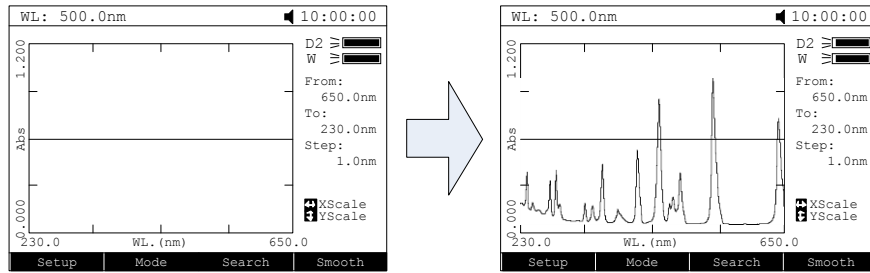 WL: 500.0nm 10:00:00
1.200
Abs
0.000
D2
W
From:
650.0nm
To:
230.0nm
Step:
1.0nm
XScale
YScale
230.0 WL.(nm) 650.0
Setup Mode Search Smooth
WL: 500.0nm 10:00:00
1.200
Abs
0.000
D2
W
From:
650.0nm
To:
230.0nm
Step:
1.0nm
XScale
YScale
230.0 WL.(nm) 650.0
Setup Mode Search Smooth